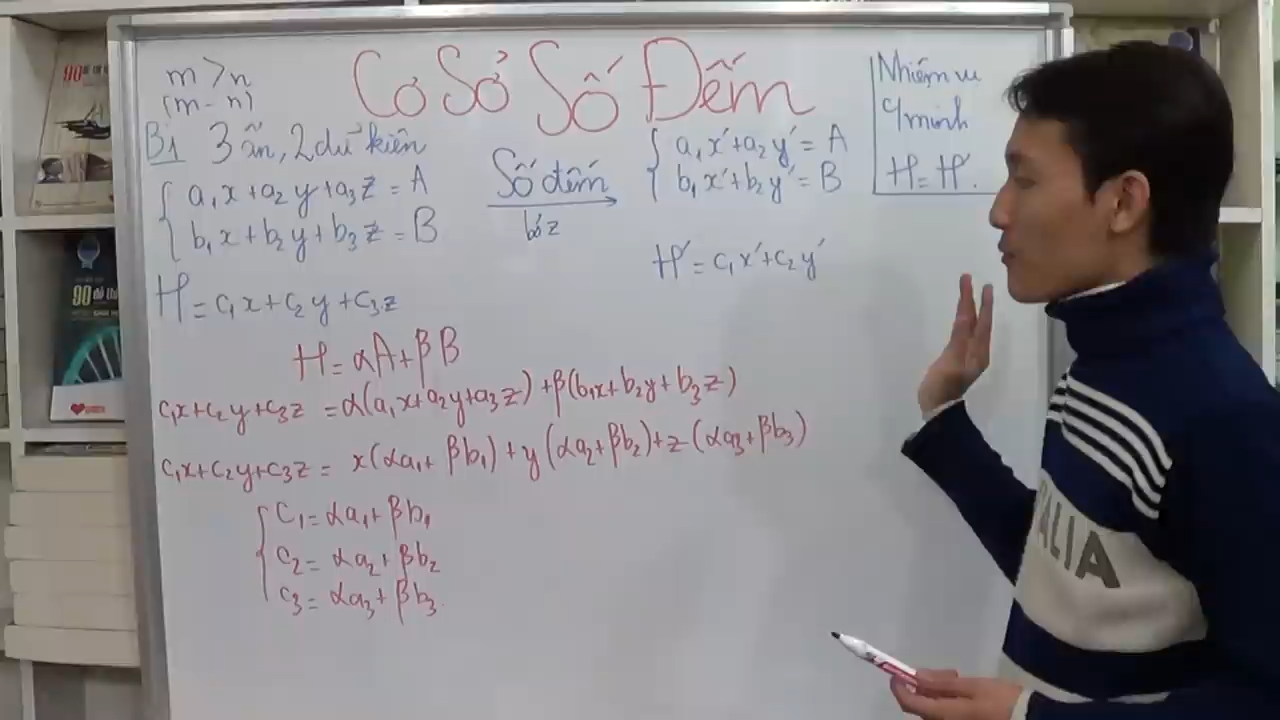 Cơ Sở Số Đếm
m > n
(m - n)
B1 3 ẩn, 2 dữ kiện
a₁x + a₂y + a₃z = A
b₁x + b₂y + b₃z = B
H = c₁x + c₂y + c₃z
Số đếm
bỏ z
a₁x' + a₂y' = A
b₁x' + b₂y' = B
H' = c₁x' + c₂y'
Nhiệm vụ
c/minh
H = H'.
H = αA + βB
c₁x + c₂y + c₃z = α(a₁x + a₂y + a₃z) + β(b₁x + b₂y + b₃z)
c₁x + c₂y + c₃z = x(αa₁ + βb₁) + y(αa₂ + βb₂) + z(αa₃ + βb₃)
c₁ = αa₁ + βb₁
c₂ = αa₂ + βb₂
c₃ = αa₃ + βb₃.
90
90
ALIA